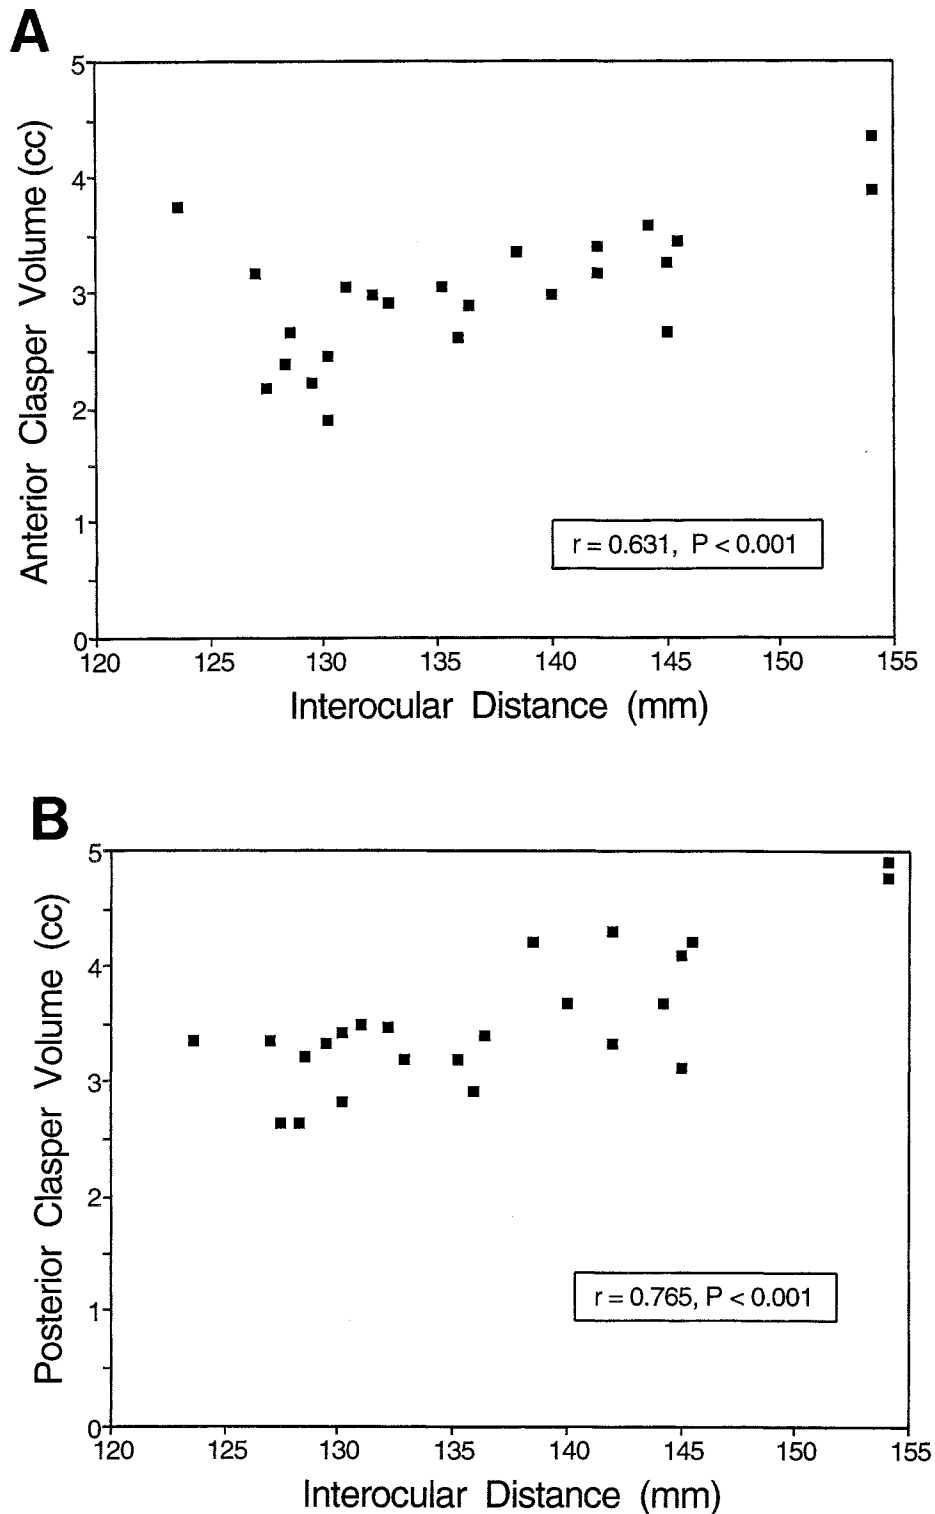 A
5
4
3
2
1
0
Anterior Clasper Volume (cc)
r = 0.631, P < 0.001
120 125 130 135 140 145 150 155
Interocular Distance (mm)
B
5
4
3
2
1
0
Posterior Clasper Volume (cc)
r = 0.765, P < 0.001
120 125 130 135 140 145 150 155
Interocular Distance (mm)